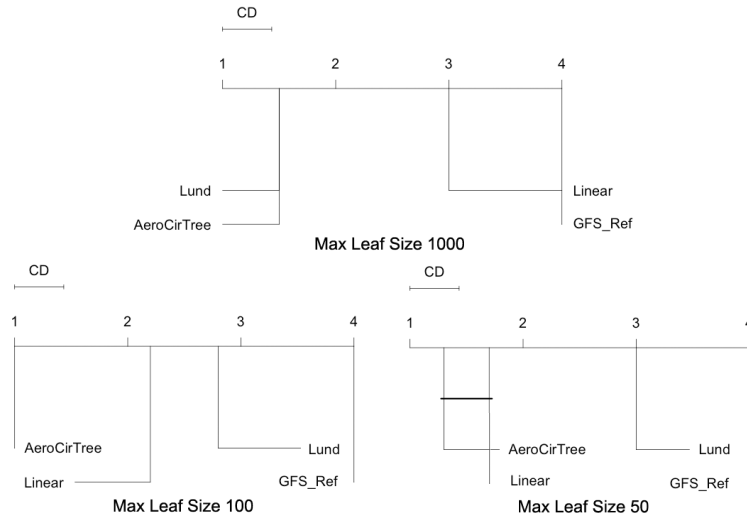 CD
1 2 3 4
Lund Linear
AeroCirTree GFS_Ref
Max Leaf Size 1000
CD
1 2 3 4
AeroCirTree Lund
Linear GFS_Ref
Max Leaf Size 100
CD
1 2 3 4
AeroCirTree Lund
Linear GFS_Ref
Max Leaf Size 50